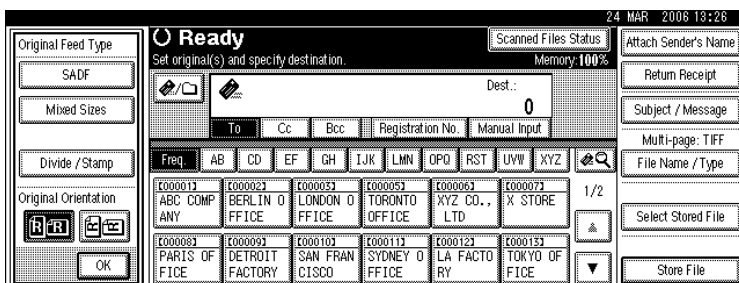 24 MAR 2006 13:26
Original Feed Type
SADF
Mixed Sizes
Divide / Stamp
Original Orientation
R R R R
OK
Ready
Scanned Files Status
Set original(s) and specify destination.
Memory:100%
Dest.:
0
To Cc Bcc Registration No. Manual Input
Freq. AB CD EF GH IJK LMN OPQ RST UVW XYZ
[00001] [00002] [00003] [00005] [00006] [00007]
ABC COMP BERLIN O LONDON O TORONTO XYZ CO., X STORE
ANY FFICE FFICE OFFICE LTD
1/2
[00008] [00009] [00010] [00011] [00012] [00013]
PARIS OF DETROIT SAN FRAN SYDNEY O LA FACTO TOKYO OF
FICE FACTORY CISCO FFICE RY FICE
Attach Sender's Name
Return Receipt
Subject / Message
Multi-page: TIFF
File Name / Type
Select Stored File
Store File